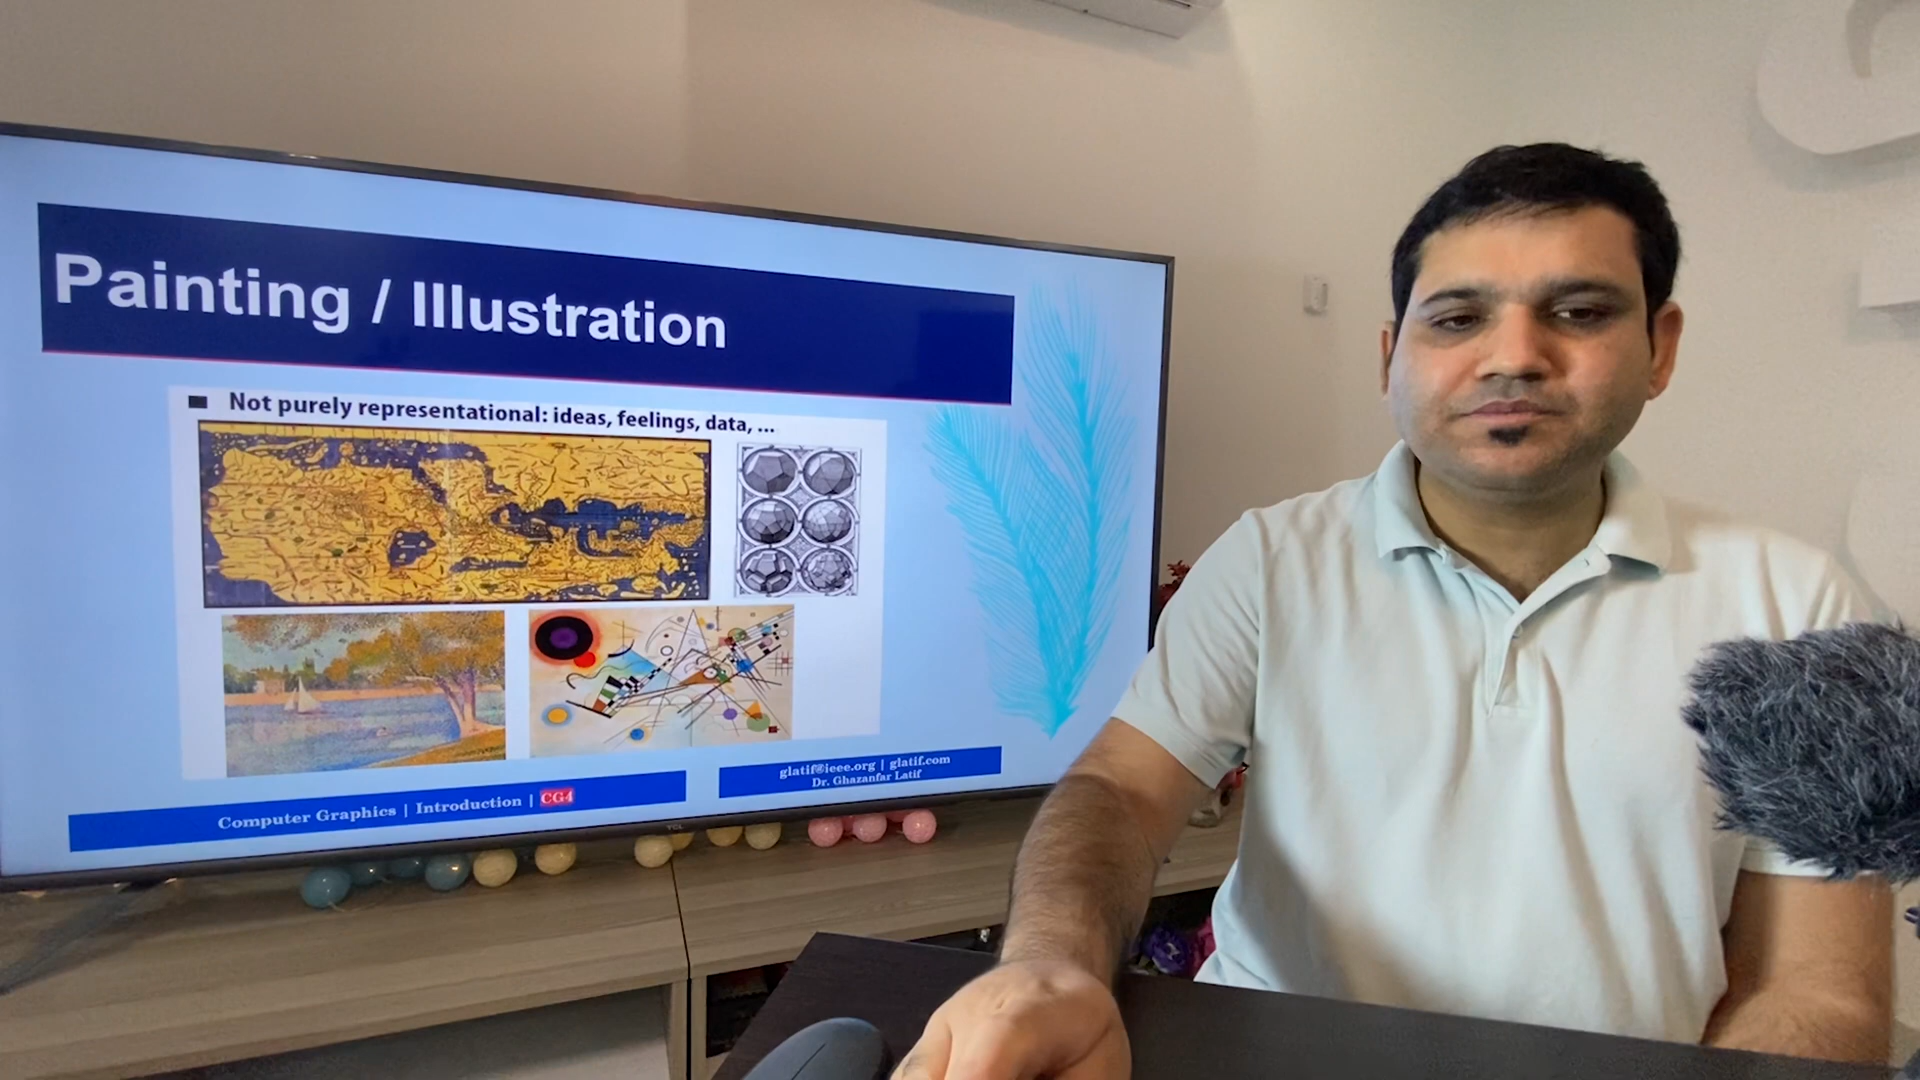 Painting / Illustration
Not purely representational: ideas, feelings, data, ...
Computer Graphics | Introduction | CG4
glatif@ieee.org | glatif.com
Dr. Ghazanfar Latif
TCL